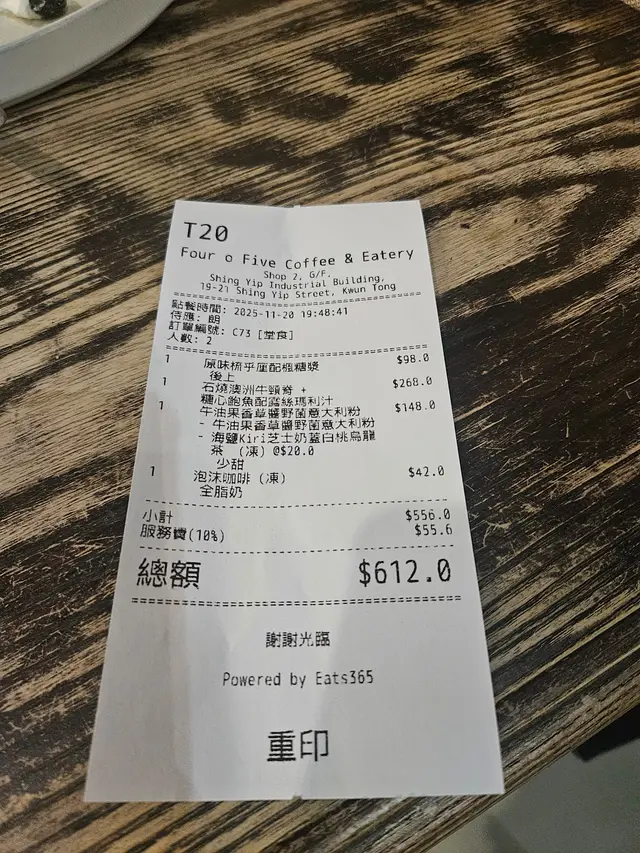 T20
Four o Five Coffee & Eatery
Shop 2, G/F,
Shing Yip Industrial Building,
19-21 Shing Yip Street, Kwun Tong
點餐時間: 2025-11-20 19:48:41
侍應: 朗
訂單編號: C73 [堂食]
人數: 2
1 原味梳乎厘配楓糖漿 $98.0
後上
1 石燒澳洲牛頸脊 + $268.0
糖心鮑魚配露絲瑪利汁
1 牛油果香草醬野菌意大利粉 $148.0
- 牛油果香草醬野菌意大利粉
- 海鹽Kiri芝士奶蓋白桃烏龍
茶 (凍) @$20.0
少甜
1 泡沫咖啡 (凍) $42.0
全脂奶
小計 $556.0
服務費(10%) $55.6
總額 $612.0
謝謝光臨
Powered by Eats365
重印